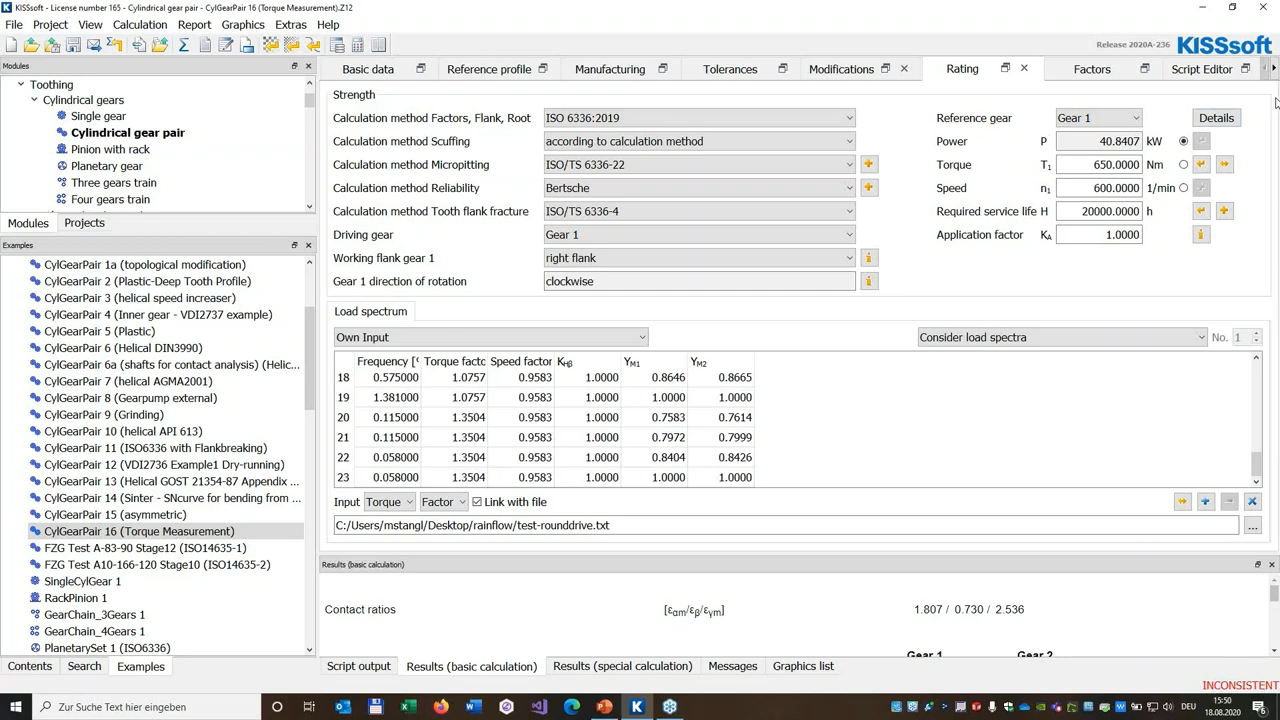 KISSsoft - License number 165 - Cylindrical gear pair - CylGearPair 16 (Torque Measurement).Z12
File Project View Calculation Report Graphics Extras Help
Release 2020A-236 KISSsoft
Modules
Toothing
Cylindrical gears
Single gear
Cylindrical gear pair
Pinion with rack
Planetary gear
Three gears train
Four gears train
Modules Projects
Examples
CylGearPair 1a (topological modification)
CylGearPair 2 (Plastic-Deep Tooth Profile)
CylGearPair 3 (helical speed increaser)
CylGearPair 4 (Inner gear - VDI2737 example)
CylGearPair 5 (Plastic)
CylGearPair 6 (Helical DIN3990)
CylGearPair 6a (shafts for contact analysis) (Helic...
CylGearPair 7 (helical AGMA2001)
CylGearPair 8 (Gearpump external)
CylGearPair 9 (Grinding)
CylGearPair 10 (helical API 613)
CylGearPair 11 (ISO6336 with Flankbreaking)
CylGearPair 12 (VDI2736 Example1 Dry-running)
CylGearPair 13 (Helical GOST 21354-87 Appendix ...
CylGearPair 14 (Sinter - SNcurve for bending from ...
CylGearPair 15 (asymmetric)
CylGearPair 16 (Torque Measurement)
FZG Test A-83-90 Stage12 (ISO14635-1)
FZG Test A10-166-120 Stage10 (ISO14635-2)
SingleCylGear 1
RackPinion 1
GearChain_3Gears 1
GearChain_4Gears 1
PlanetarySet 1 (ISO6336)
Contents Search Examples
Basic data Reference profile Manufacturing Tolerances Modifications Rating Factors Script Editor
Strength
Calculation method Factors, Flank, Root ISO 6336:2019
Calculation method Scuffing according to calculation method
Calculation method Micropitting ISO/TS 6336-22
Calculation method Reliability Bertsche
Calculation method Tooth flank fracture ISO/TS 6336-4
Driving gear Gear 1
Working flank gear 1 right flank
Gear 1 direction of rotation clockwise
Reference gear Gear 1 Details
Power P 40.8407 kW
Torque T1 650.0000 Nm
Speed n1 600.0000 1/min
Required service life H 20000.0000 h
Application factor KA 1.0000
Load spectrum
Own Input Consider load spectra No. 1
Frequency [% Torque facto Speed factor KHβ YM1 YM2
18 0.575000 1.0757 0.9583 1.0000 0.8646 0.8665
19 1.381000 1.0757 0.9583 1.0000 1.0000 1.0000
20 0.115000 1.3504 0.9583 1.0000 0.7583 0.7614
21 0.115000 1.3504 0.9583 1.0000 0.7972 0.7999
22 0.058000 1.3504 0.9583 1.0000 0.8404 0.8426
23 0.058000 1.3504 0.9583 1.0000 1.0000 1.0000
Input Torque Factor Link with file
C:/Users/mstangl/Desktop/rainflow/test-rounddrive.txt ...
Results (basic calculation)
Contact ratios [εαm/εβ/εγm] 1.807 / 0.730 / 2.536
Gear 1 Gear 2
Script output Results (basic calculation) Results (special calculation) Messages Graphics list
INCONSISTENT
Zur Suche Text hier eingeben
DEU 15:50
18.08.2020